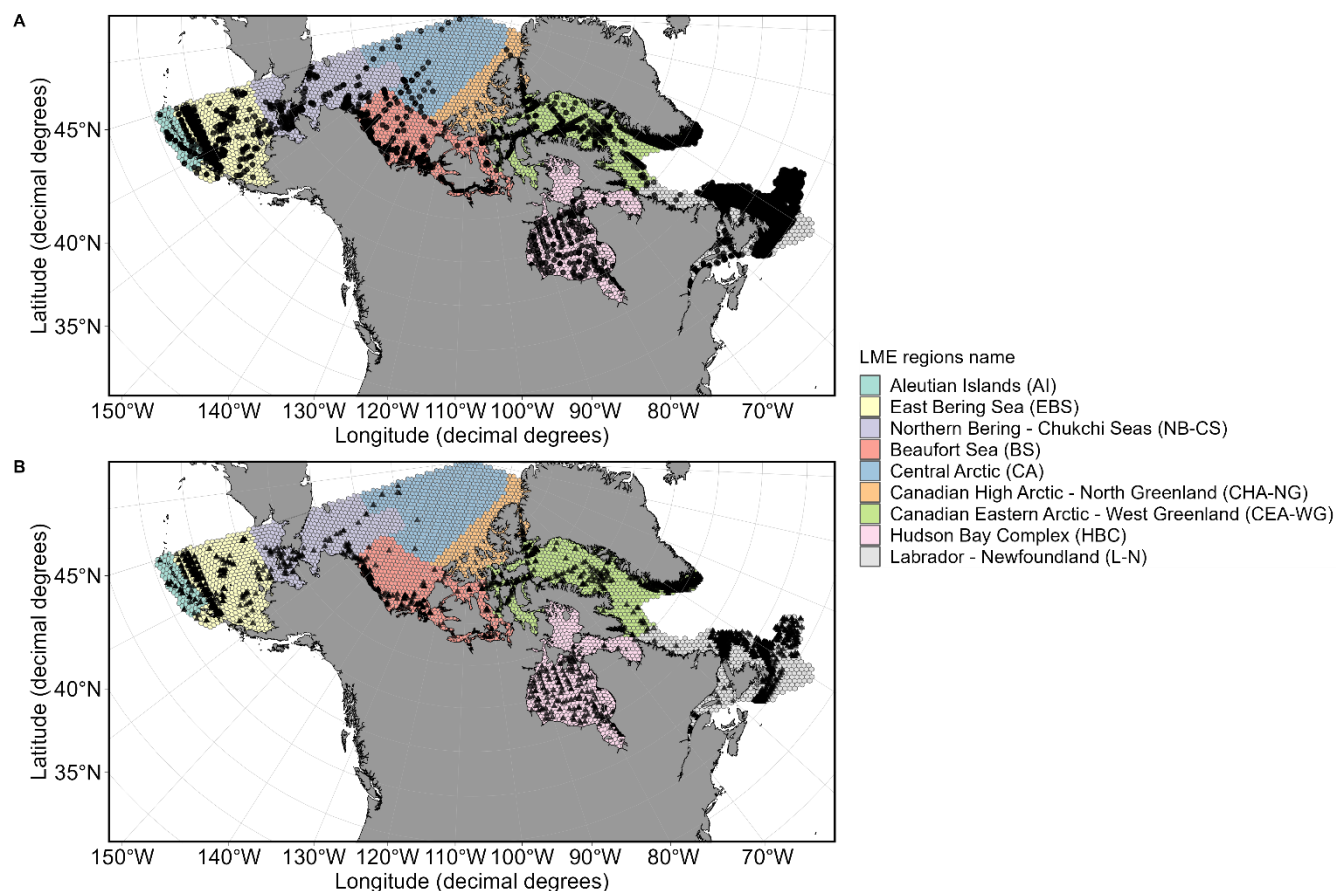 A
45°N
40°N
35°N
Latitude (decimal degrees)
150°W 140°W 130°W 120°W 110°W 100°W 90°W 80°W 70°W
Longitude (decimal degrees)
LME regions name
Aleutian Islands (AI)
East Bering Sea (EBS)
Northern Bering - Chukchi Seas (NB-CS)
Beaufort Sea (BS)
Central Arctic (CA)
Canadian High Arctic - North Greenland (CHA-NG)
Canadian Eastern Arctic - West Greenland (CEA-WG)
Hudson Bay Complex (HBC)
Labrador - Newfoundland (L-N)
B
45°N
40°N
35°N
Latitude (decimal degrees)
150°W 140°W 130°W 120°W 110°W 100°W 90°W 80°W 70°W
Longitude (decimal degrees)